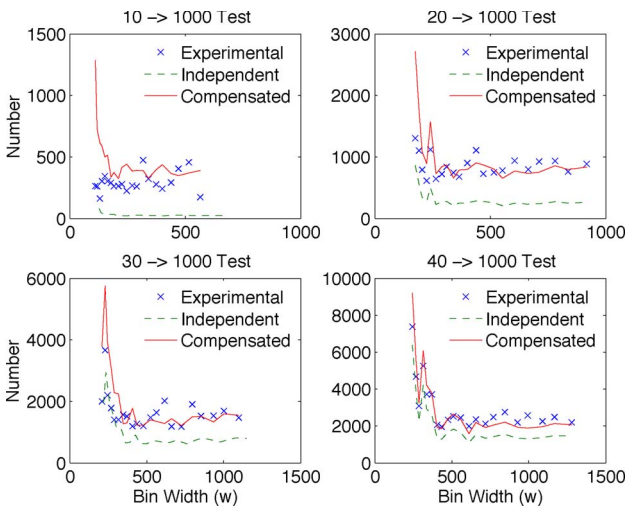 10 −> 1000 Test
1500
1000
500
0
Number
Experimental
Independent
Compensated
0
500
1000
20 −> 1000 Test
3000
2000
1000
0
Experimental
Independent
Compensated
0
500
1000
30 −> 1000 Test
6000
4000
2000
0
Number
Experimental
Independent
Compensated
0
500
1000
1500
Bin Width (w)
40 −> 1000 Test
10000
8000
6000
4000
2000
0
Experimental
Independent
Compensated
0
500
1000
1500
Bin Width (w)